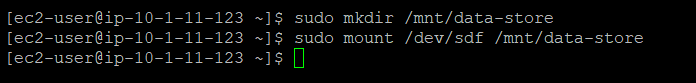 [ec2-user@ip-10-1-11-123 ~]$ sudo mkdir /mnt/data-store
[ec2-user@ip-10-1-11-123 ~]$ sudo mount /dev/sdf /mnt/data-store
[ec2-user@ip-10-1-11-123 ~]$